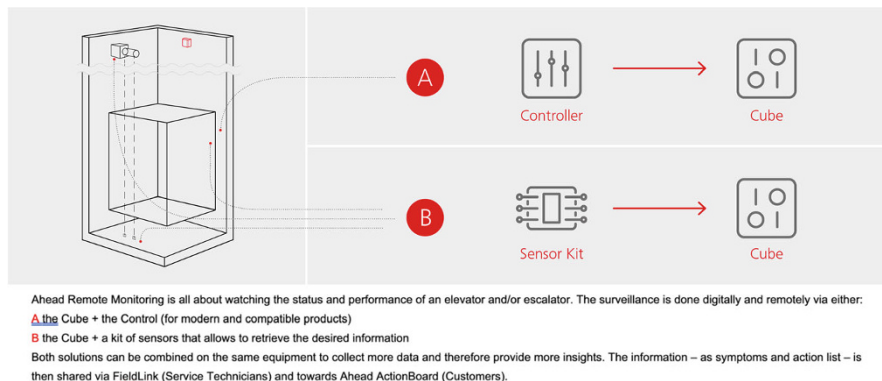 A
Controller
Cube
B
Sensor Kit
Cube
Ahead Remote Monitoring is all about watching the status and performance of an elevator and/or escalator. The surveillance is done digitally and remotely via either:
A the Cube + the Control (for modern and compatible products)
B the Cube + a kit of sensors that allows to retrieve the desired information
Both solutions can be combined on the same equipment to collect more data and therefore provide more insights. The information – as symptoms and action list – is
then shared via FieldLink (Service Technicians) and towards Ahead ActionBoard (Customers).